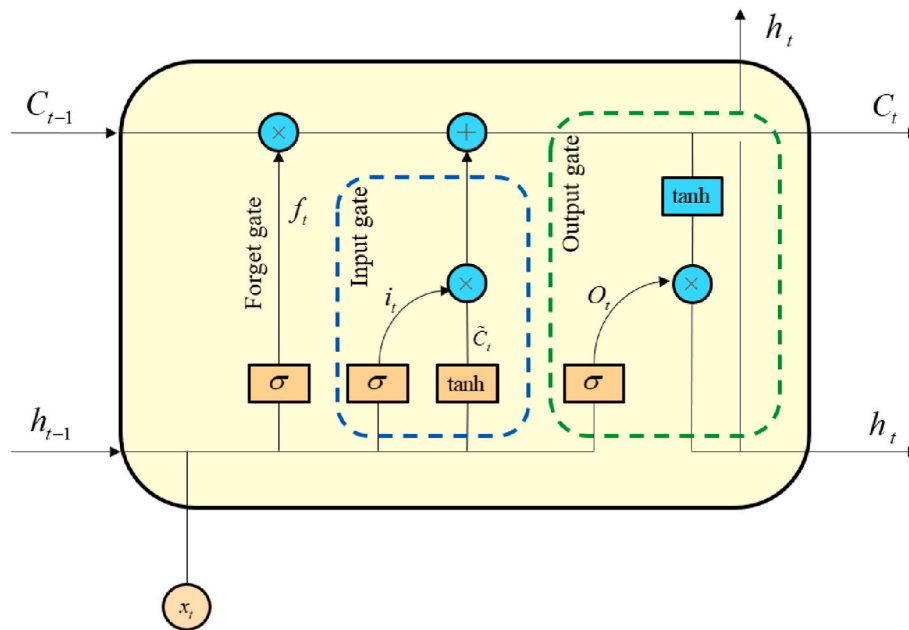 h_t
C_{t-1}
×
+
C_t
Forget gate
f_t
Input gate
Output gate
tanh
i_t
×
O_t
×
C̃_t
σ
σ
tanh
σ
h_{t-1}
h_t
x_t